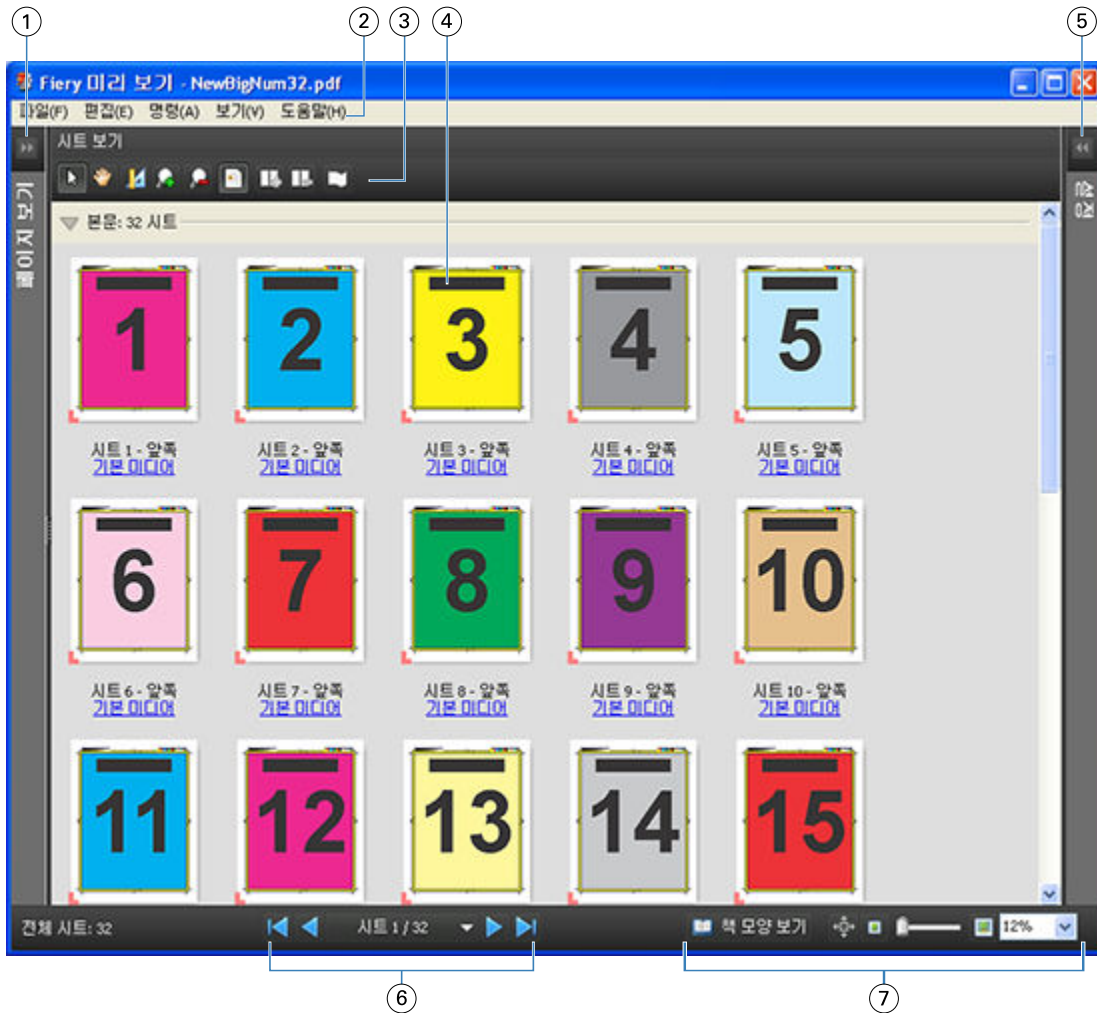 1 2 3 4 5
Fiery 미리 보기 - NewBigNum32.pdf
파일(F) 편집(E) 명령(A) 보기(V) 도움말(H)
시트 보기
설정
본문: 32 시트
1 2 3 4 5
시트 1 - 앞쪽 시트 2 - 앞쪽 시트 3 - 앞쪽 시트 4 - 앞쪽 시트 5 - 앞쪽
기본 미디어 기본 미디어 기본 미디어 기본 미디어 기본 미디어
6 7 8 9 10
시트 6 - 앞쪽 시트 7 - 앞쪽 시트 8 - 앞쪽 시트 9 - 앞쪽 시트 10 - 앞쪽
기본 미디어 기본 미디어 기본 미디어 기본 미디어 기본 미디어
11 12 13 14 15
전체 시트: 32 시트 1 / 32 책 모양 보기 12%
6 7